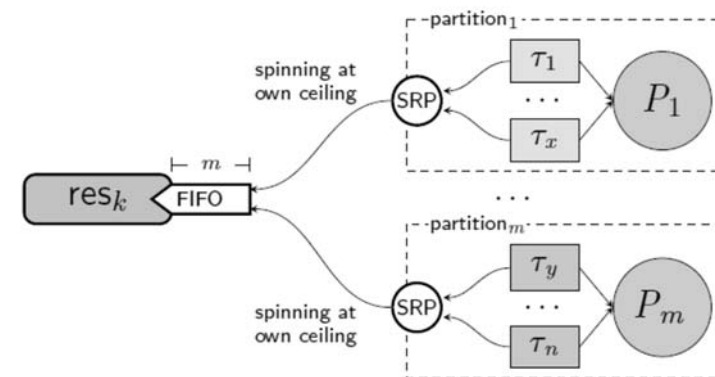 partition₁
spinning at
own ceiling
SRP
τ₁
...
τₓ
P₁
m
resₖ
FIFO
...
partitionₘ
SRP
τᵧ
...
τₙ
Pₘ
spinning at
own ceiling